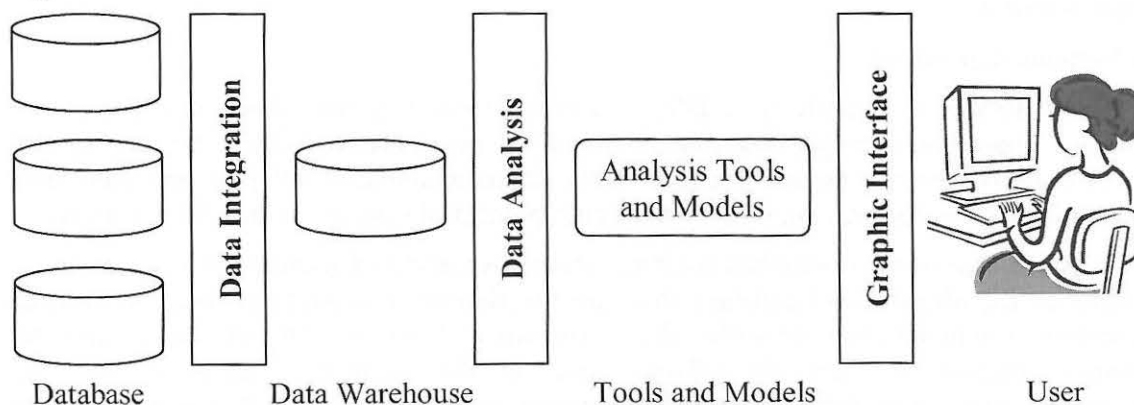 Data Integration
Data Analysis
Analysis Tools
and Models
Graphic Interface
Database
Data Warehouse
Tools and Models
User